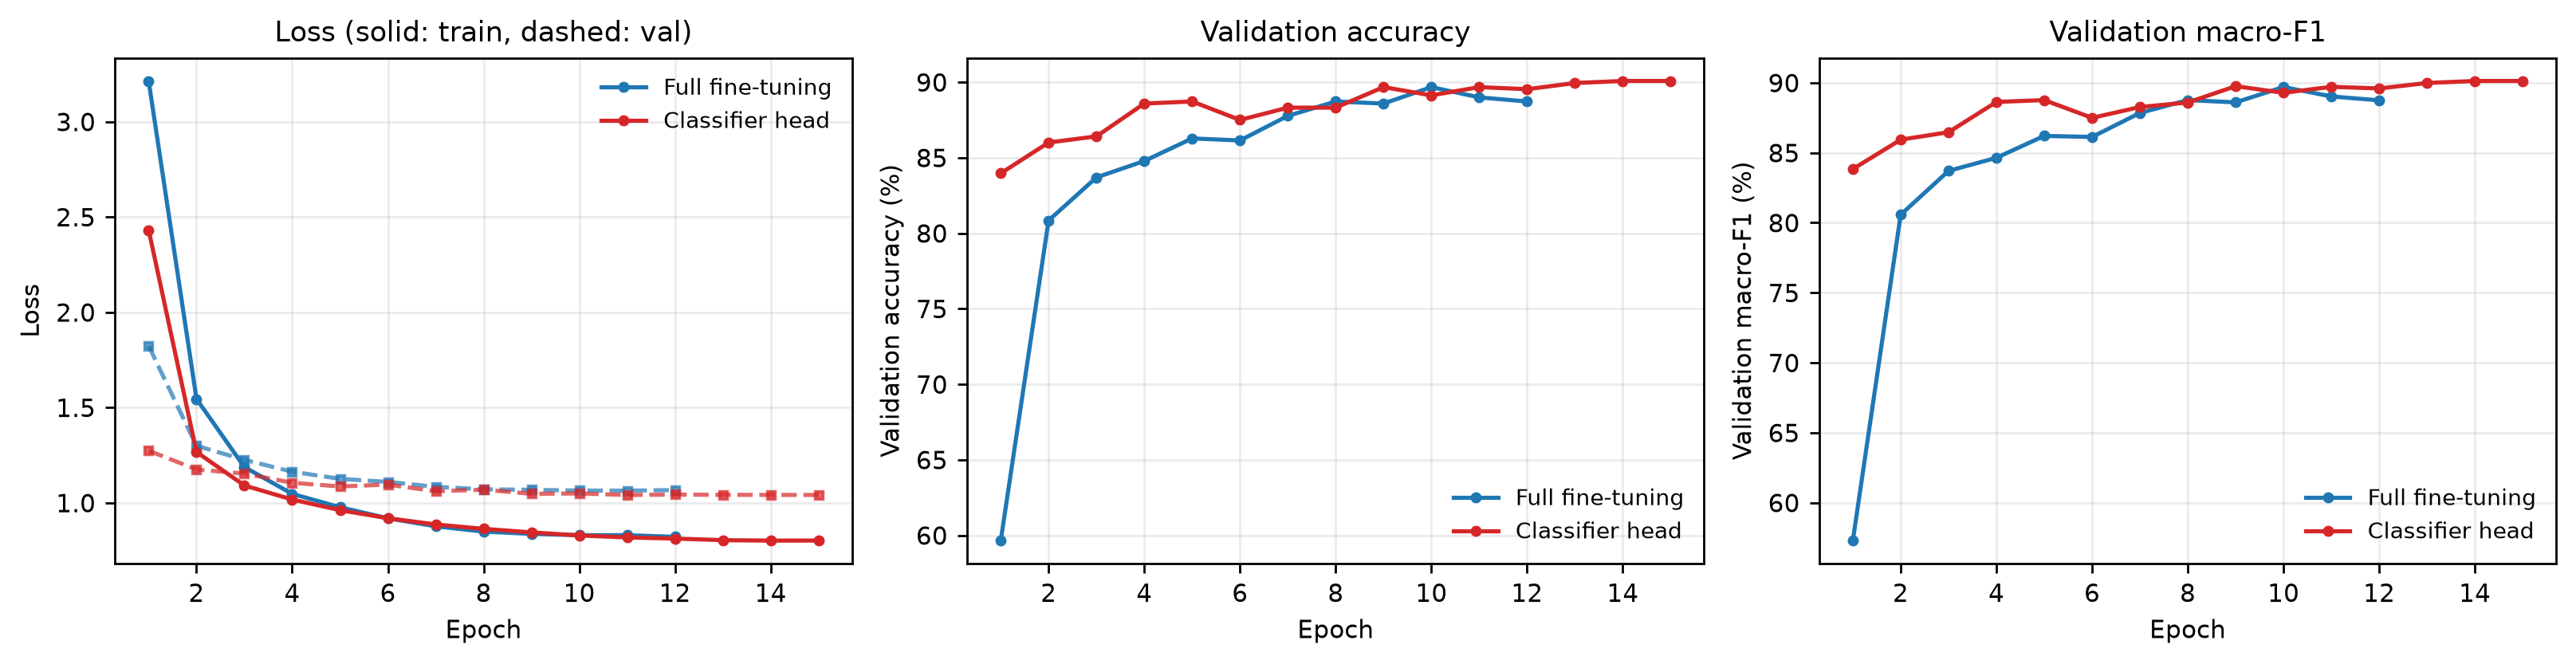 Loss (solid: train, dashed: val)
Loss
3.0
2.5
2.0
1.5
1.0
2 4 6 8 10 12 14
Epoch
Full fine-tuning
Classifier head
Validation accuracy
Validation accuracy (%)
90
85
80
75
70
65
60
2 4 6 8 10 12 14
Epoch
Full fine-tuning
Classifier head
Validation macro-F1
Validation macro-F1 (%)
90
85
80
75
70
65
60
2 4 6 8 10 12 14
Epoch
Full fine-tuning
Classifier head